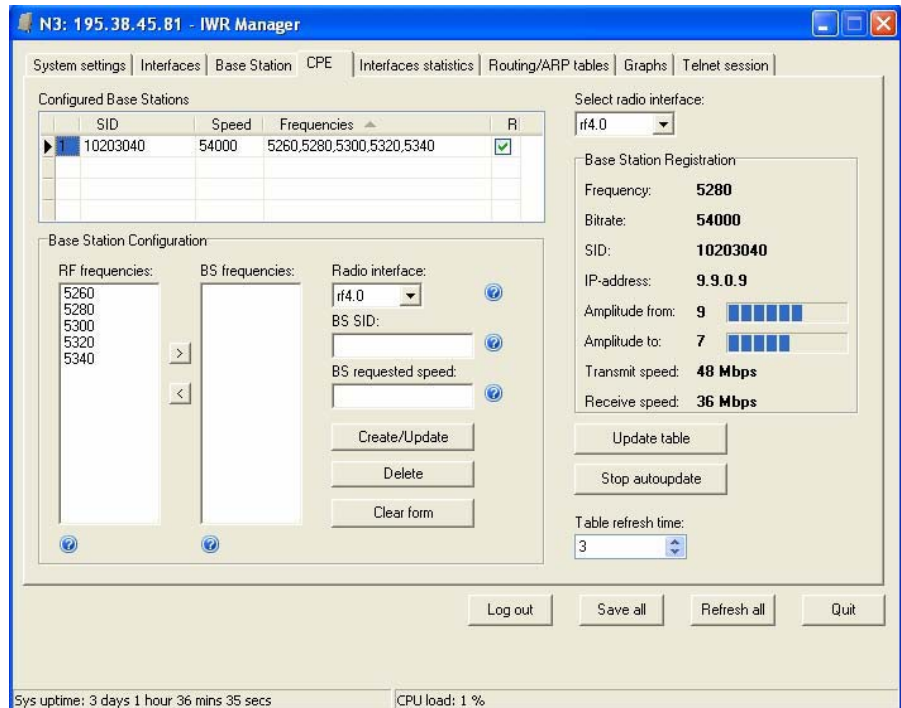 N3: 195.38.45.81 - IWR Manager
System settings Interfaces Base Station CPE Interfaces statistics Routing/ARP tables Graphs Telnet session
Configured Base Stations
SID Speed Frequencies R
1 10203040 54000 5260,5280,5300,5320,5340
Base Station Configuration
RF frequencies:
5260
5280
5300
5320
5340
>
<
BS frequencies:
Radio interface:
rf4.0
BS SID:
BS requested speed:
Create/Update
Delete
Clear form
Select radio interface:
rf4.0
Base Station Registration
Frequency: 5280
Bitrate: 54000
SID: 10203040
IP-address: 9.9.0.9
Amplitude from: 9
Amplitude to: 7
Transmit speed: 48 Mbps
Receive speed: 36 Mbps
Update table
Stop autoupdate
Table refresh time:
3
Log out Save all Refresh all Quit
Sys uptime: 3 days 1 hour 36 mins 35 secs CPU load: 1 %